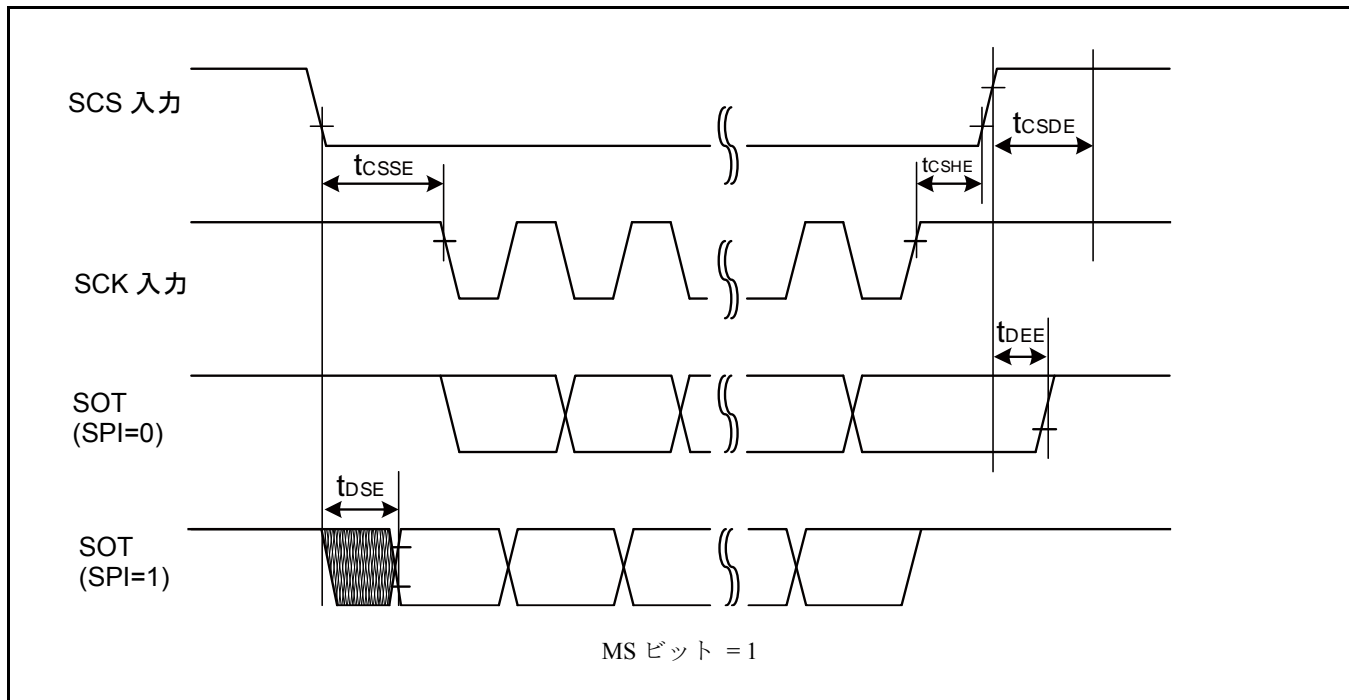 SCS 入力
tCSSE
tCSHE
tCSDE
SCK 入力
tDEE
SOT
(SPI=0)
tDSE
SOT
(SPI=1)
MS ビット = 1